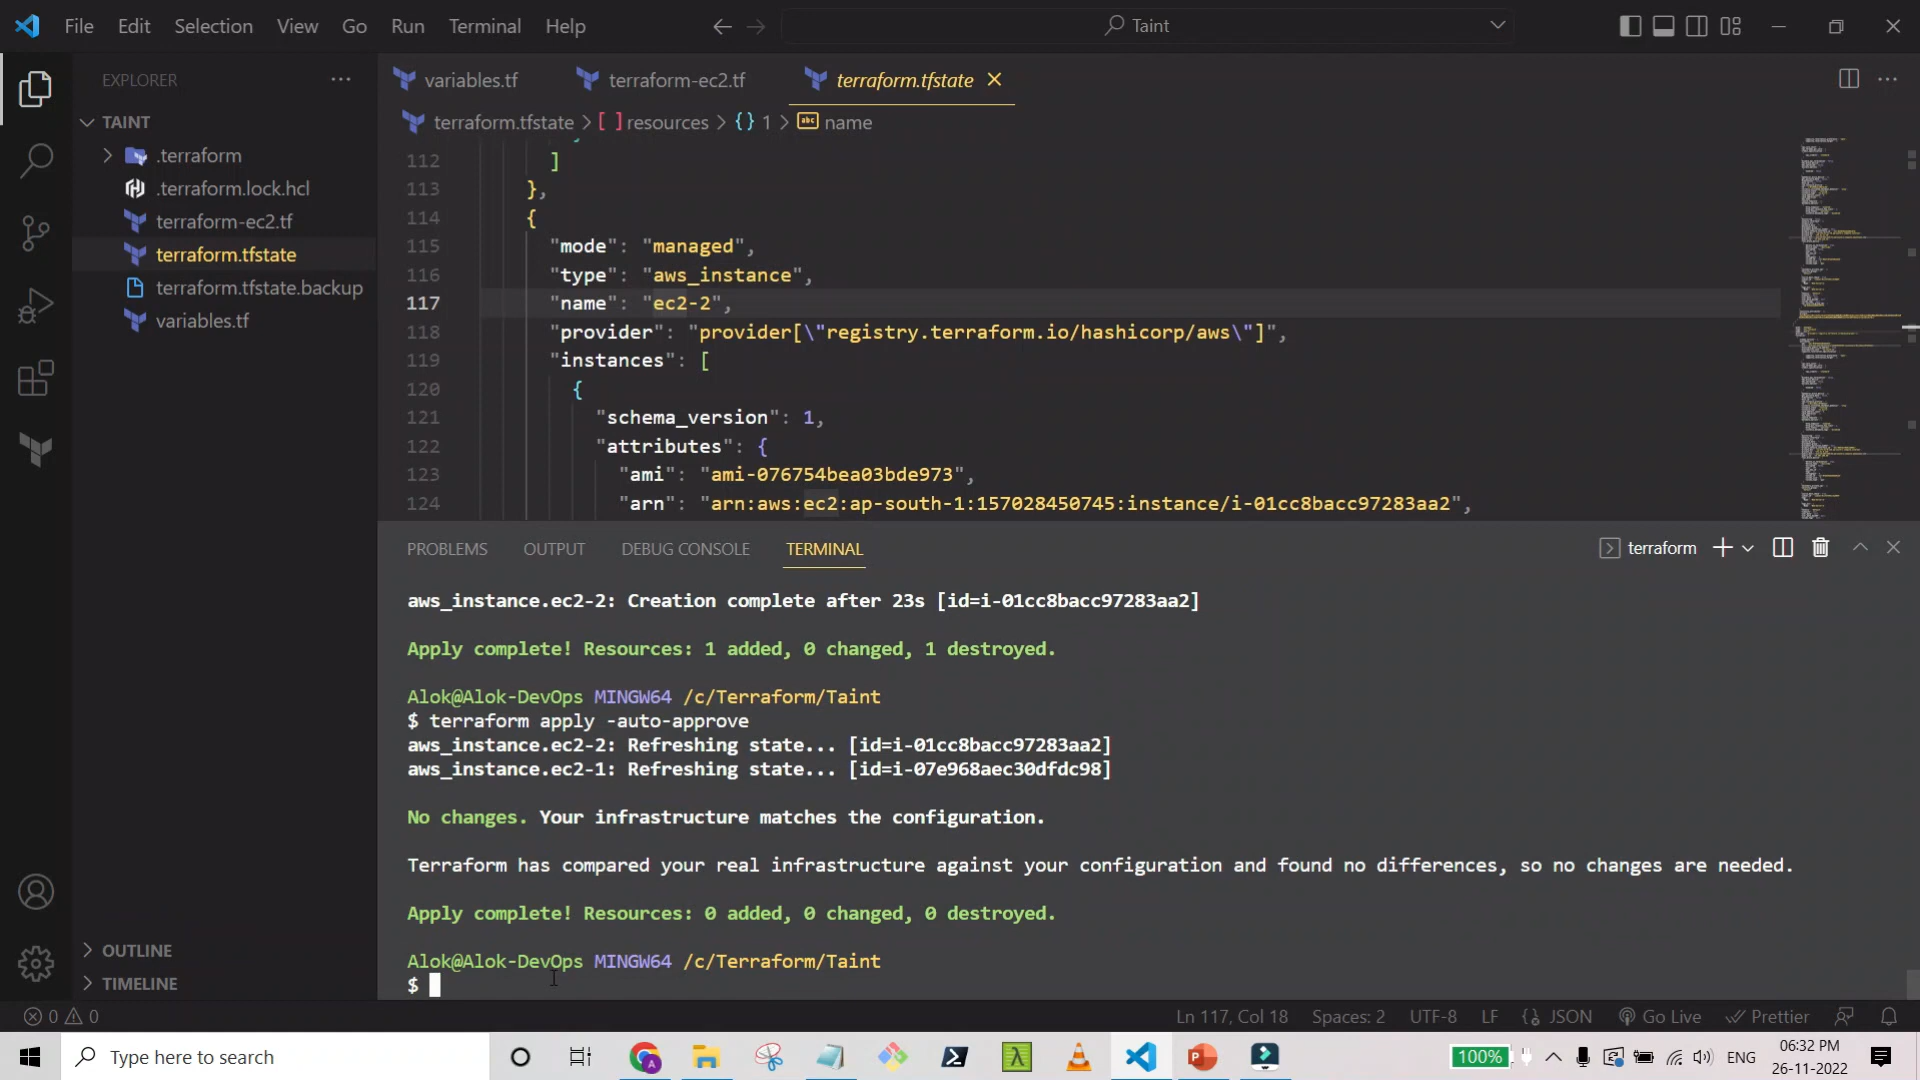 File Edit Selection View Go Run Terminal Help
Taint
EXPLORER
TAINT
.terraform
.terraform.lock.hcl
terraform-ec2.tf
terraform.tfstate
terraform.tfstate.backup
variables.tf
OUTLINE
TIMELINE
variables.tf terraform-ec2.tf terraform.tfstate
terraform.tfstate > [ ] resources > {} 1 > abc name
112 ]
113 },
114 {
115 "mode": "managed",
116 "type": "aws_instance",
117 "name": "ec2-2",
118 "provider": "provider[\"registry.terraform.io/hashicorp/aws\"]",
119 "instances": [
120 {
121 "schema_version": 1,
122 "attributes": {
123 "ami": "ami-076754bea03bde973",
124 "arn": "arn:aws:ec2:ap-south-1:157028450745:instance/i-01cc8bacc97283aa2",
PROBLEMS OUTPUT DEBUG CONSOLE TERMINAL
terraform
aws_instance.ec2-2: Creation complete after 23s [id=i-01cc8bacc97283aa2]
Apply complete! Resources: 1 added, 0 changed, 1 destroyed.
Alok@Alok-DevOps MINGW64 /c/Terraform/Taint
$ terraform apply -auto-approve
aws_instance.ec2-2: Refreshing state... [id=i-01cc8bacc97283aa2]
aws_instance.ec2-1: Refreshing state... [id=i-07e968aec30dfdc98]
No changes. Your infrastructure matches the configuration.
Terraform has compared your real infrastructure against your configuration and found no differences, so no changes are needed.
Apply complete! Resources: 0 added, 0 changed, 0 destroyed.
Alok@Alok-DevOps MINGW64 /c/Terraform/Taint
$
0 0
Ln 117, Col 18 Spaces: 2 UTF-8 LF {} JSON Go Live Prettier
Type here to search
100%
ENG
06:32 PM
26-11-2022